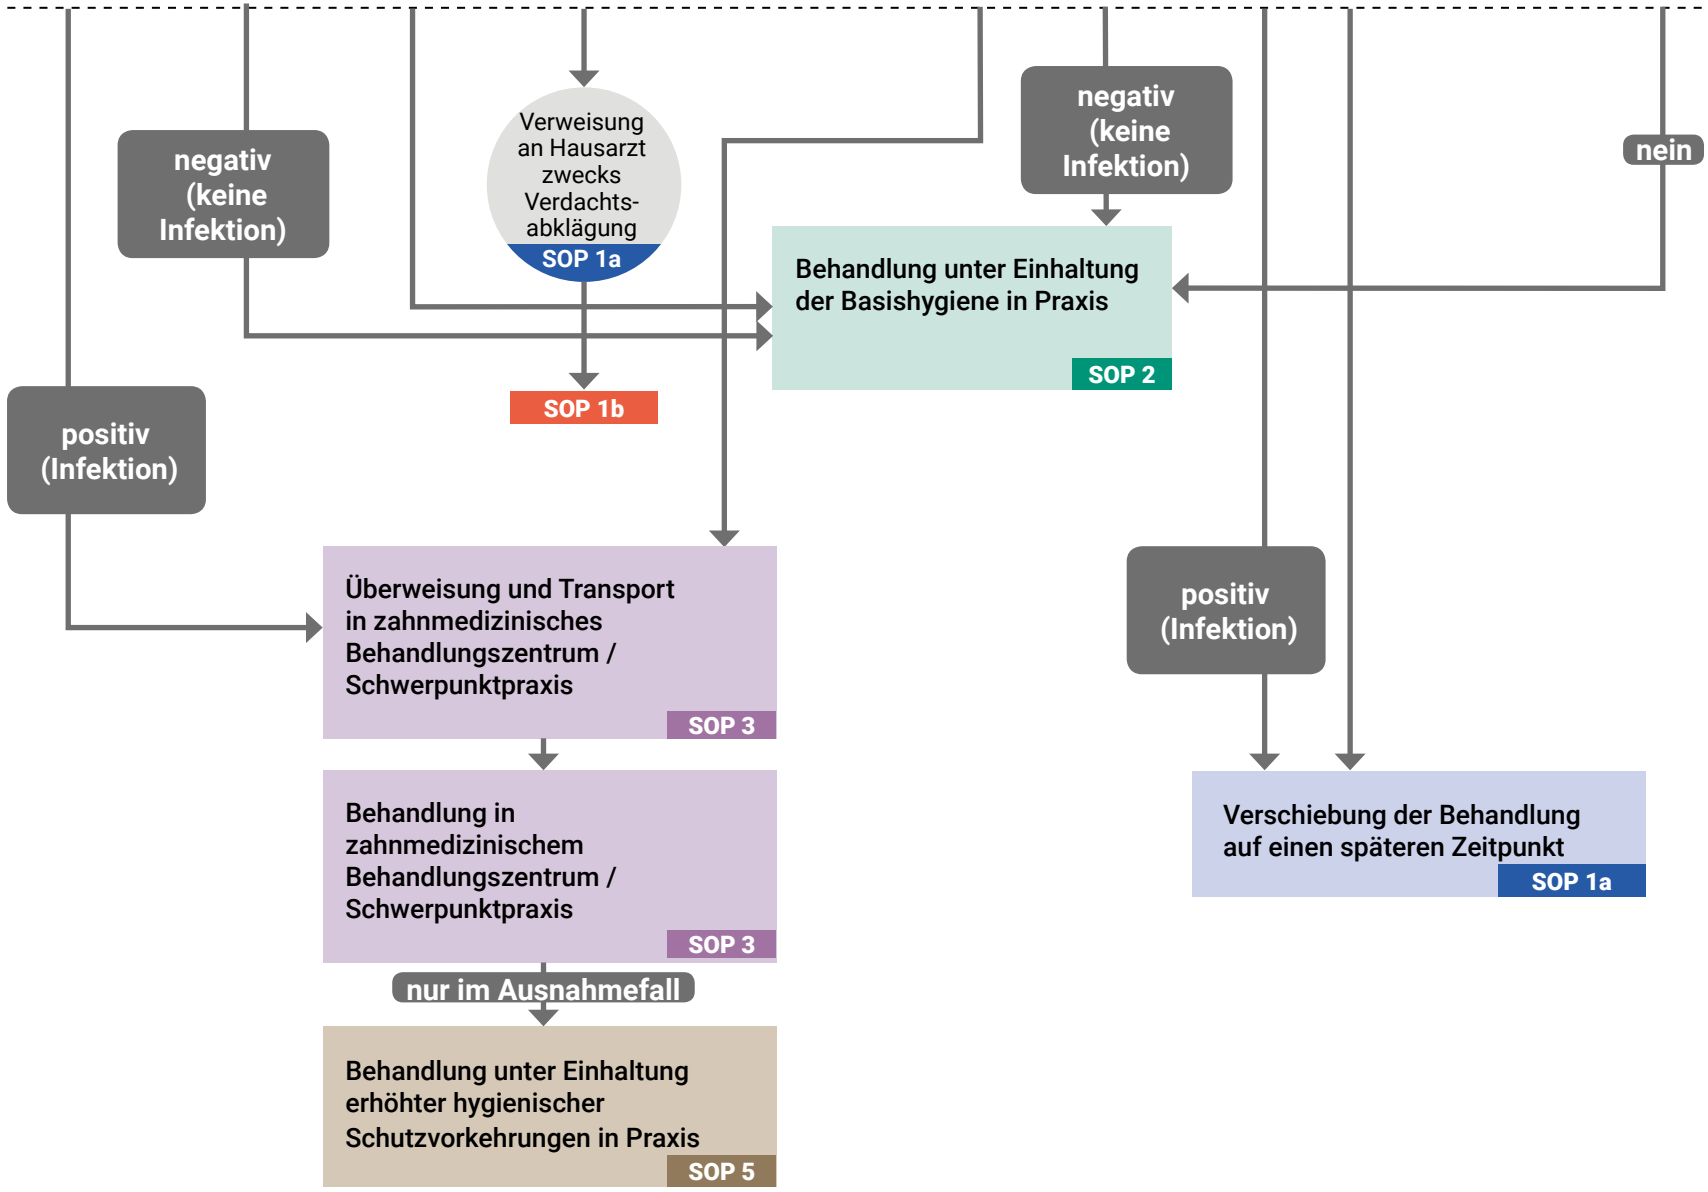 negativ
(keine
Infektion)
Verweisung
an Hausarzt
zwecks
Verdachts-
abklägung
SOP 1a
negativ
(keine
Infektion)
nein
Behandlung unter Einhaltung
der Basishygiene in Praxis
SOP 2
SOP 1b
positiv
(Infektion)
Überweisung und Transport
in zahnmedizinisches
Behandlungszentrum /
Schwerpunktpraxis
SOP 3
positiv
(Infektion)
Behandlung in
zahnmedizinischem
Behandlungszentrum /
Schwerpunktpraxis
SOP 3
Verschiebung der Behandlung
auf einen späteren Zeitpunkt
SOP 1a
nur im Ausnahmefall
Behandlung unter Einhaltung
erhöhter hygienischer
Schutzvorkehrungen in Praxis
SOP 5